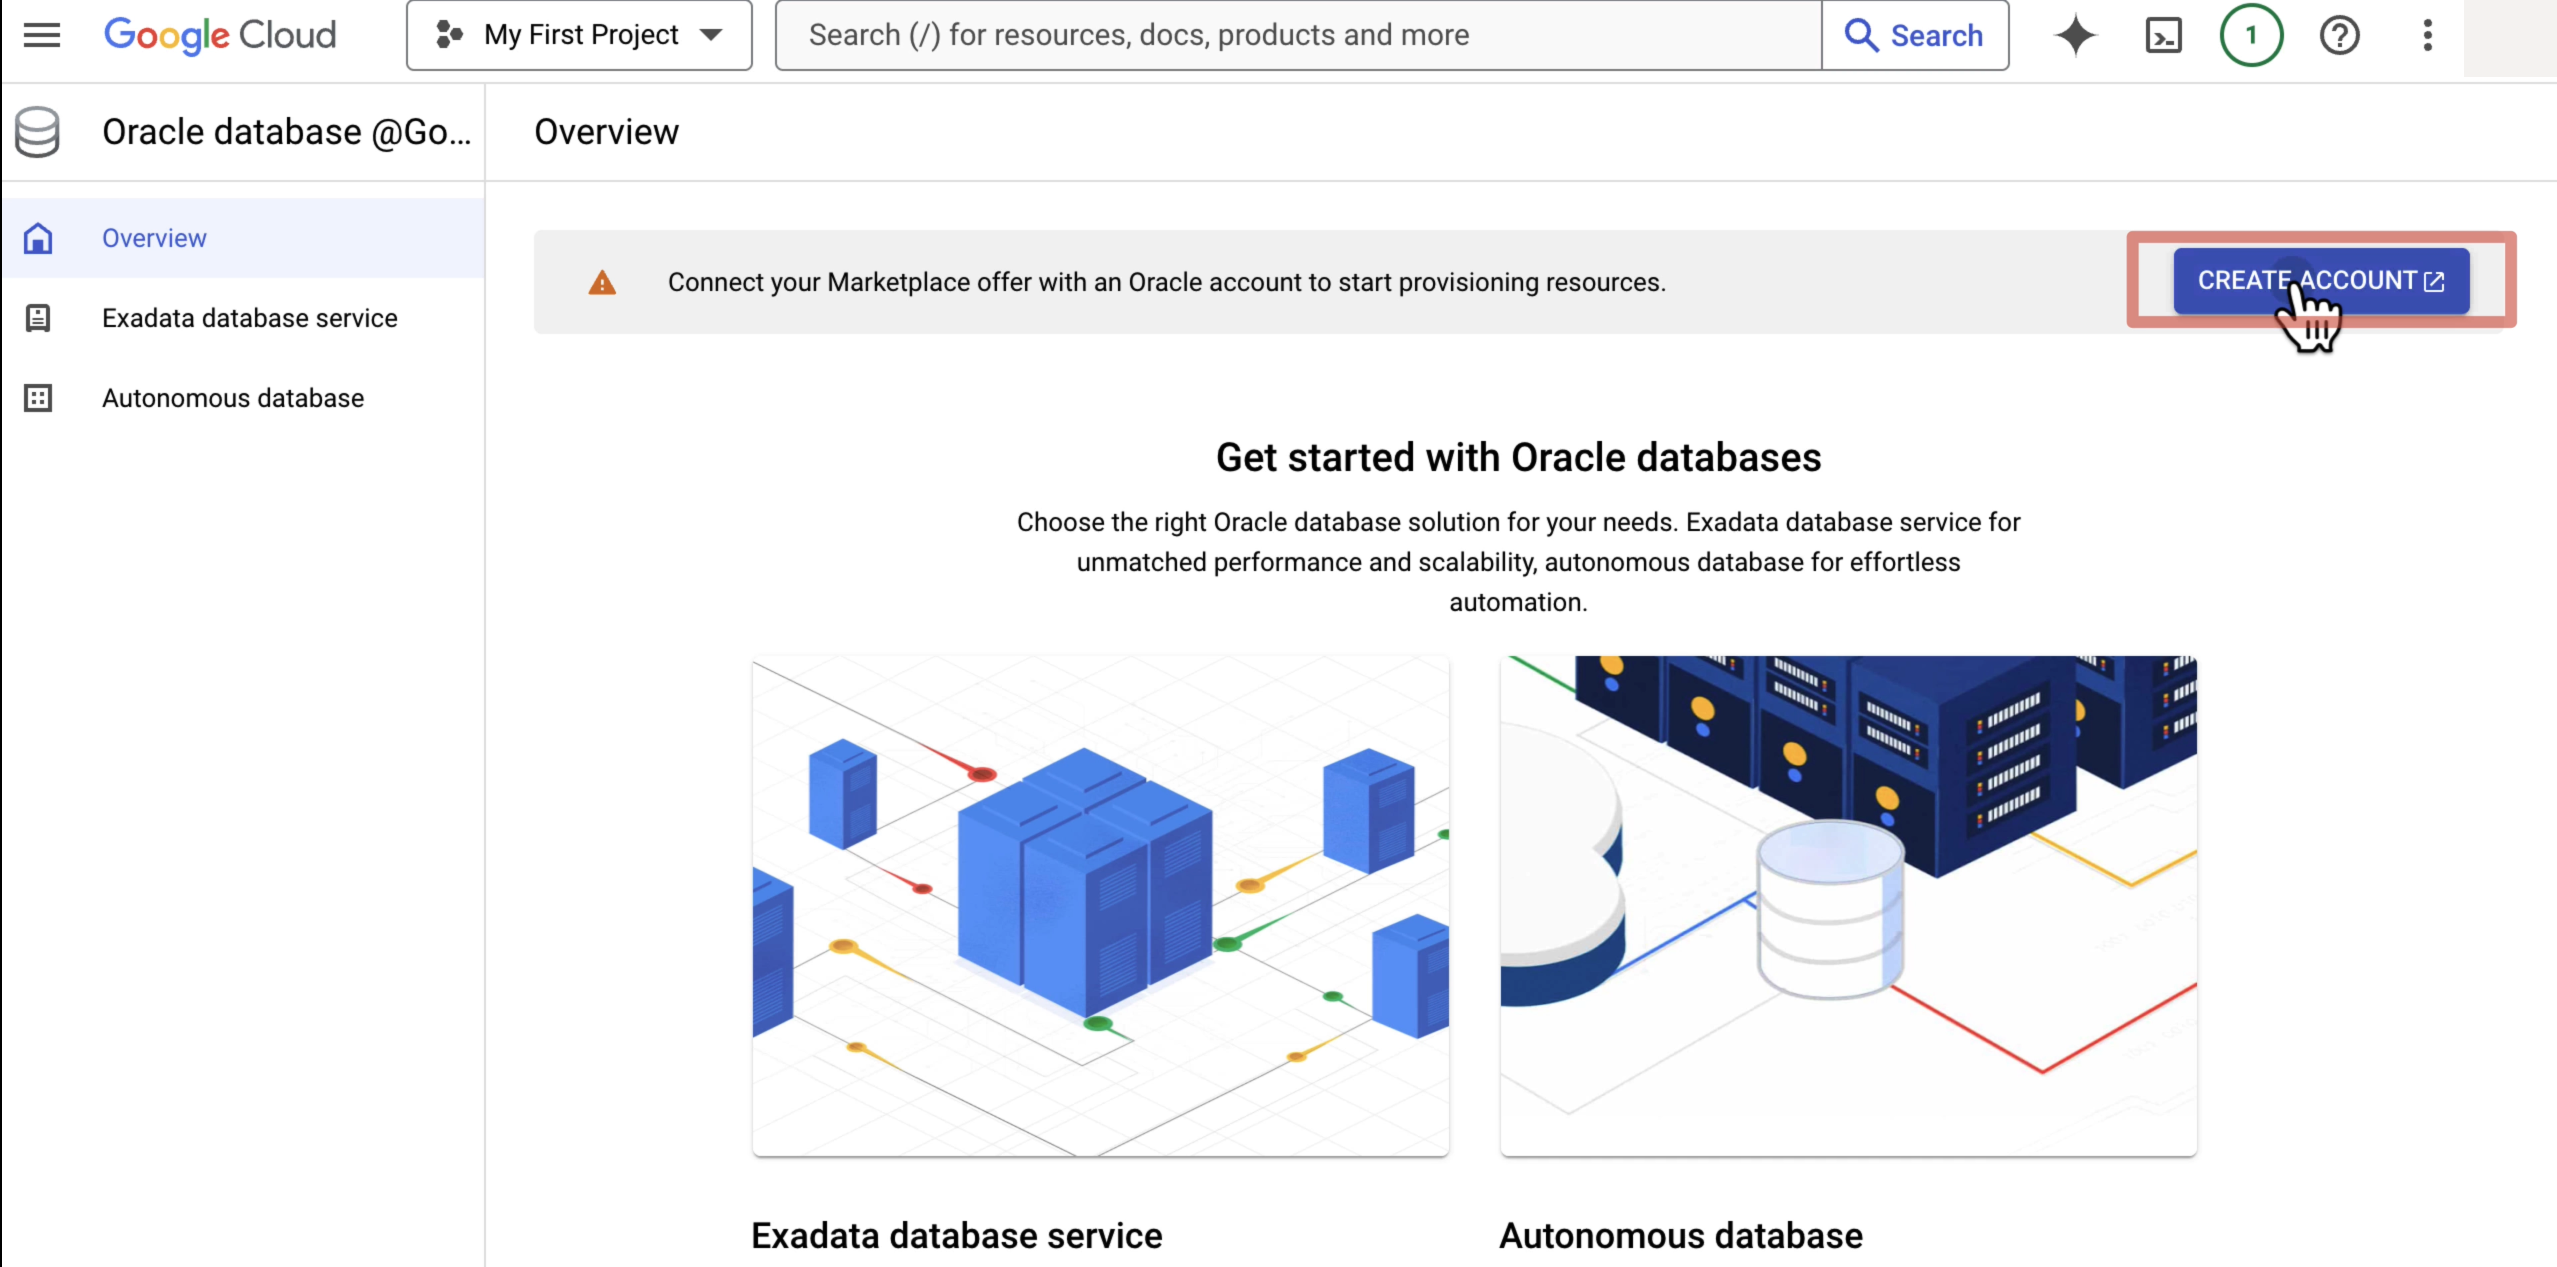 Google Cloud
My First Project
Search (/) for resources, docs, products and more
Search
1
Oracle database @Go...
Overview
Overview
Exadata database service
Autonomous database
Connect your Marketplace offer with an Oracle account to start provisioning resources.
CREATE ACCOUNT
Get started with Oracle databases
Choose the right Oracle database solution for your needs. Exadata database service for
unmatched performance and scalability, autonomous database for effortless
automation.
Exadata database service
Autonomous database